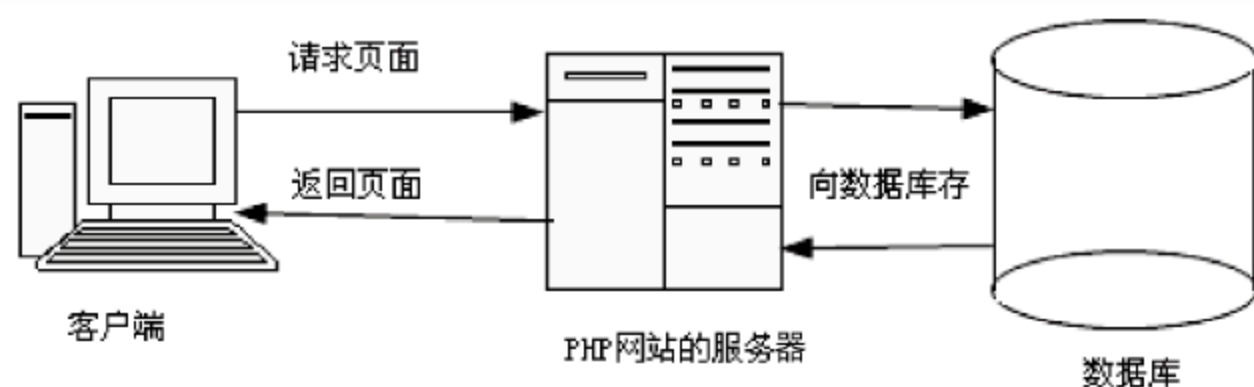 请求页面
返回页面
向数据库存
客户端
PHP网站的服务器
数据库